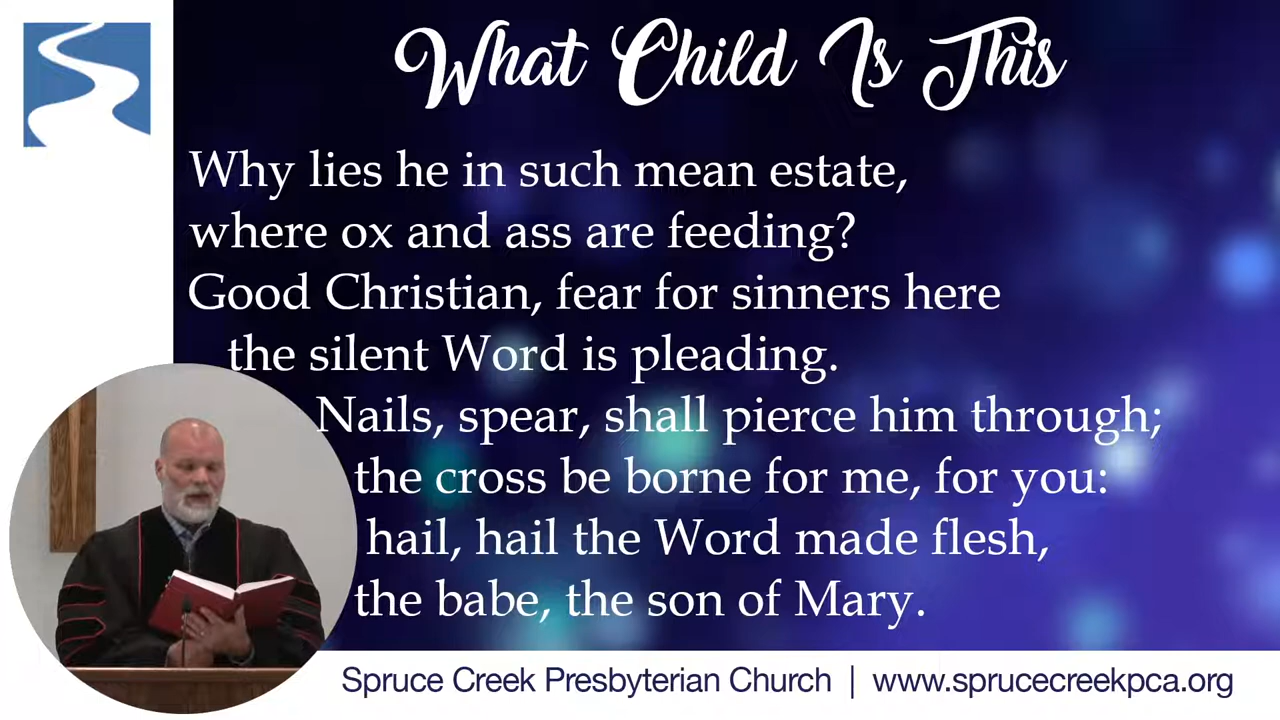 What Child Is This
Why lies he in such mean estate,
where ox and ass are feeding?
Good Christian, fear for sinners here
the silent Word is pleading.
Nails, spear, shall pierce him through;
the cross be borne for me, for you:
hail, hail the Word made flesh,
the babe, the son of Mary.
Spruce Creek Presbyterian Church | www.sprucecreekpca.org